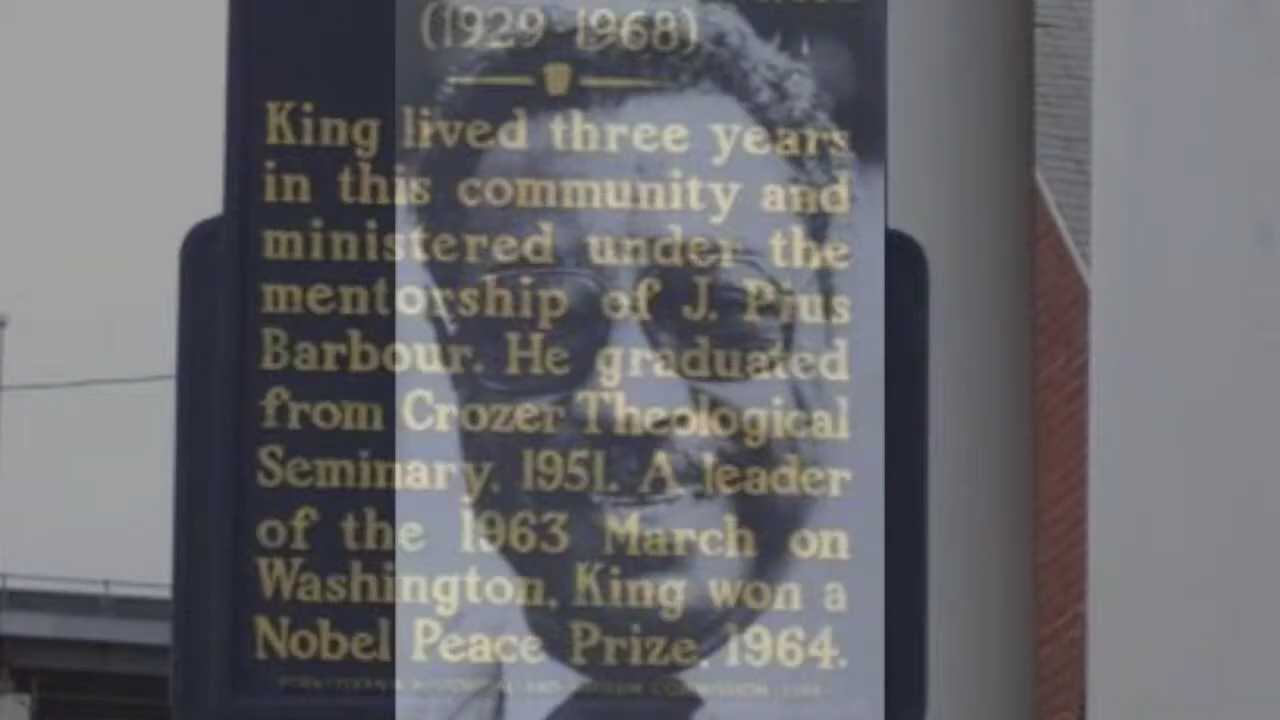 (1929-1968)
King lived three years
in this community and
ministered under the
mentorship of J. Pius
Barbour. He graduated
from Crozer Theological
Seminary, 1951. A leader
of the 1963 March on
Washington, King won a
Nobel Peace Prize, 1964.